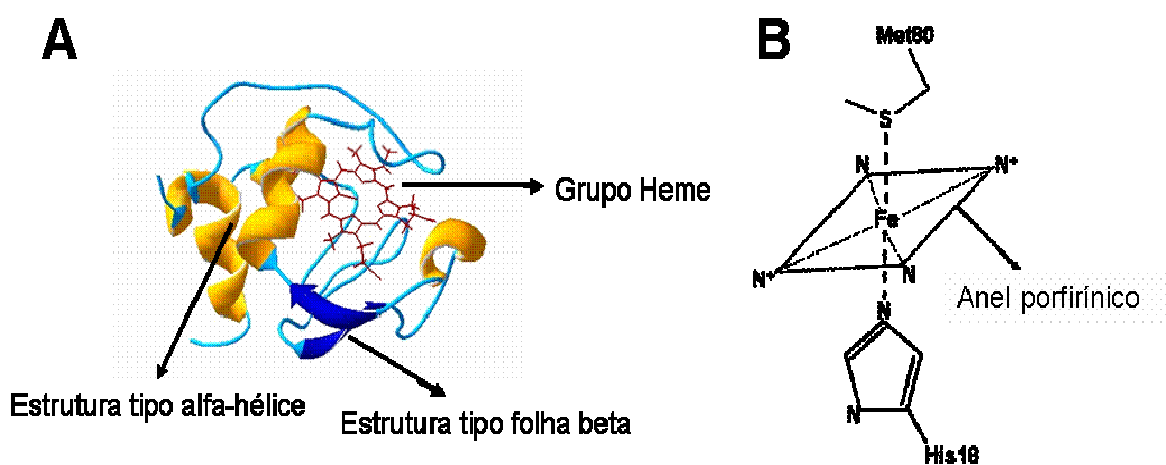 A
B
Met80
S
N
N⁺
Grupo Heme
Fe
N⁺
N
Anel porfirínico
N
Estrutura tipo alfa-hélice
Estrutura tipo folha beta
N
His18